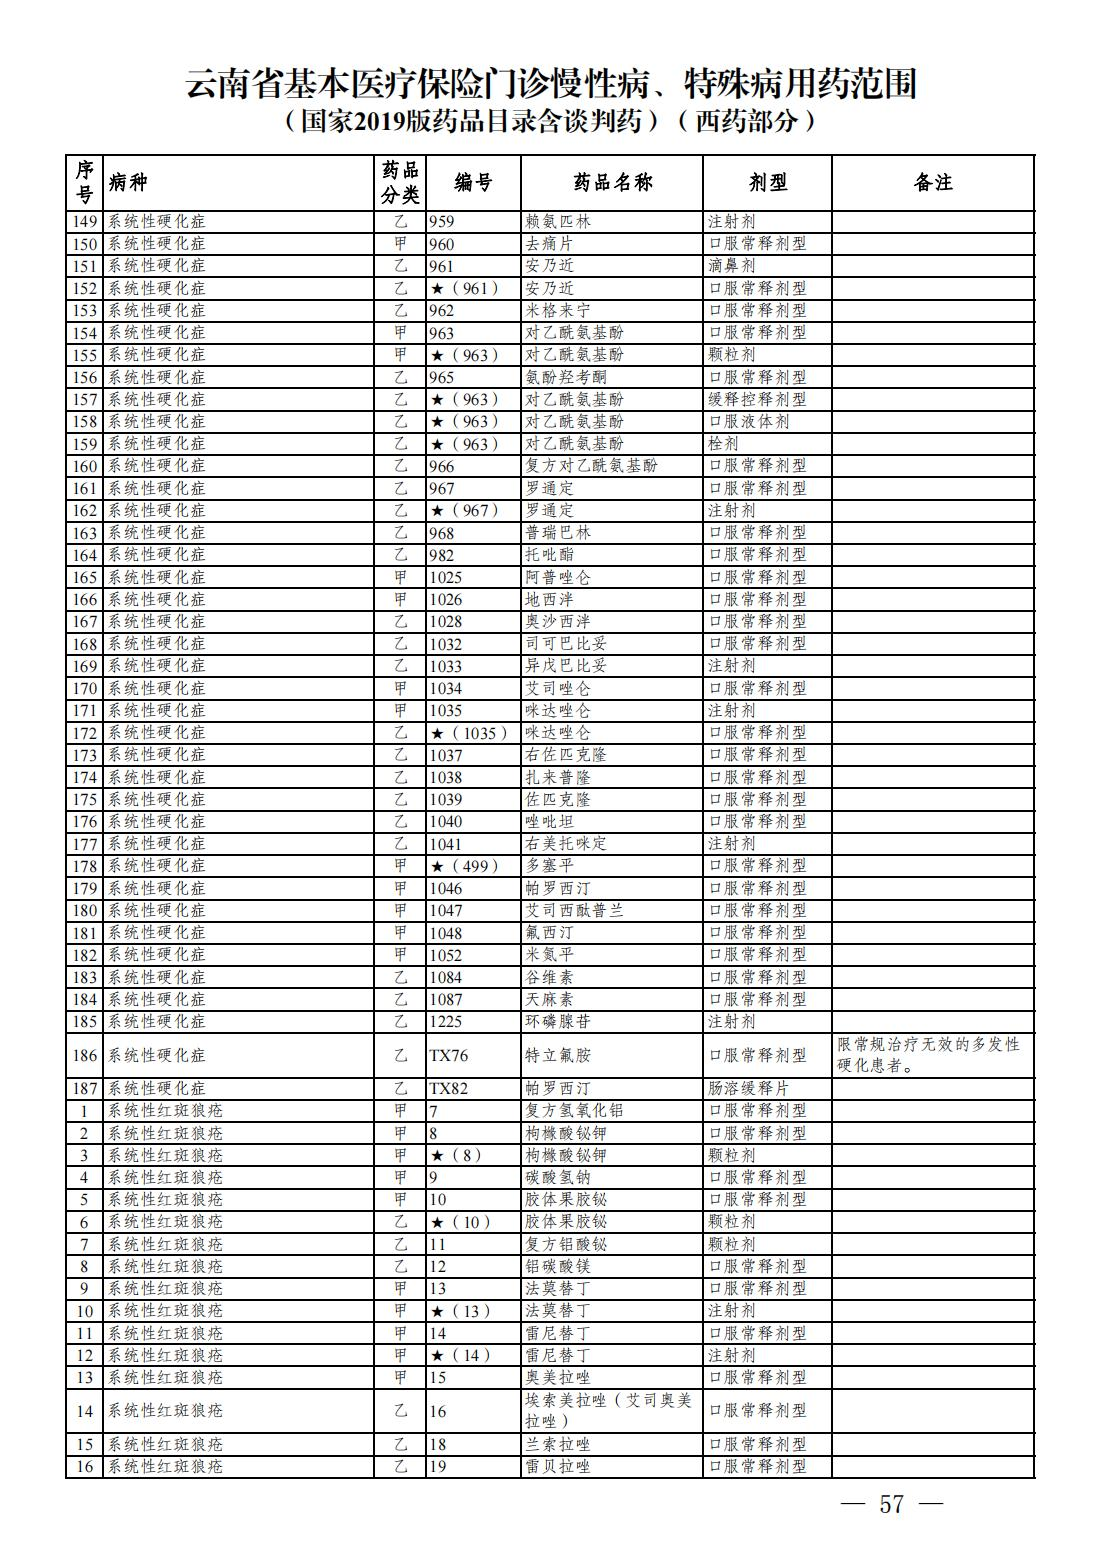 云南省基本医疗保险门诊慢性病、特殊病用药范围
（国家2019版药品目录含谈判药）（西药部分）
序号 病种 药品分类 编号 药品名称 剂型 备注
149 系统性硬化症 乙 959 赖氨匹林 注射剂
150 系统性硬化症 甲 960 去痛片 口服常释剂型
151 系统性硬化症 乙 961 安乃近 滴鼻剂
152 系统性硬化症 乙 ★（961） 安乃近 口服常释剂型
153 系统性硬化症 乙 962 米格来宁 口服常释剂型
154 系统性硬化症 甲 963 对乙酰氨基酚 口服常释剂型
155 系统性硬化症 甲 ★（963） 对乙酰氨基酚 颗粒剂
156 系统性硬化症 乙 965 氨酚羟考酮 口服常释剂型
157 系统性硬化症 乙 ★（963） 对乙酰氨基酚 缓释控释剂型
158 系统性硬化症 乙 ★（963） 对乙酰氨基酚 口服液体剂
159 系统性硬化症 乙 ★（963） 对乙酰氨基酚 栓剂
160 系统性硬化症 乙 966 复方对乙酰氨基酚 口服常释剂型
161 系统性硬化症 乙 967 罗通定 口服常释剂型
162 系统性硬化症 乙 ★（967） 罗通定 注射剂
163 系统性硬化症 乙 968 普瑞巴林 口服常释剂型
164 系统性硬化症 乙 982 托吡酯 口服常释剂型
165 系统性硬化症 甲 1025 阿普唑仑 口服常释剂型
166 系统性硬化症 甲 1026 地西泮 口服常释剂型
167 系统性硬化症 乙 1028 奥沙西泮 口服常释剂型
168 系统性硬化症 乙 1032 司可巴比妥 口服常释剂型
169 系统性硬化症 乙 1033 异戊巴比妥 注射剂
170 系统性硬化症 甲 1034 艾司唑仑 口服常释剂型
171 系统性硬化症 甲 1035 咪达唑仑 注射剂
172 系统性硬化症 乙 ★（1035） 咪达唑仑 口服常释剂型
173 系统性硬化症 乙 1037 右佐匹克隆 口服常释剂型
174 系统性硬化症 乙 1038 扎来普隆 口服常释剂型
175 系统性硬化症 乙 1039 佐匹克隆 口服常释剂型
176 系统性硬化症 乙 1040 唑吡坦 口服常释剂型
177 系统性硬化症 乙 1041 右美托咪定 注射剂
178 系统性硬化症 甲 ★（499） 多塞平 口服常释剂型
179 系统性硬化症 甲 1046 帕罗西汀 口服常释剂型
180 系统性硬化症 甲 1047 艾司西酞普兰 口服常释剂型
181 系统性硬化症 甲 1048 氟西汀 口服常释剂型
182 系统性硬化症 甲 1052 米氮平 口服常释剂型
183 系统性硬化症 乙 1084 谷维素 口服常释剂型
184 系统性硬化症 乙 1087 天麻素 口服常释剂型
185 系统性硬化症 乙 1225 环磷腺苷 注射剂
186 系统性硬化症 乙 TX76 特立氟胺 口服常释剂型 限常规治疗无效的多发性
硬化患者。
187 系统性硬化症 乙 TX82 帕罗西汀 肠溶缓释片
1 系统性红斑狼疮 甲 7 复方氢氧化铝 口服常释剂型
2 系统性红斑狼疮 甲 8 枸橼酸铋钾 口服常释剂型
3 系统性红斑狼疮 甲 ★（8） 枸橼酸铋钾 颗粒剂
4 系统性红斑狼疮 甲 9 碳酸氢钠 口服常释剂型
5 系统性红斑狼疮 甲 10 胶体果胶铋 口服常释剂型
6 系统性红斑狼疮 乙 ★（10） 胶体果胶铋 颗粒剂
7 系统性红斑狼疮 乙 11 复方铝酸铋 颗粒剂
8 系统性红斑狼疮 乙 12 铝碳酸镁 口服常释剂型
9 系统性红斑狼疮 甲 13 法莫替丁 口服常释剂型
10 系统性红斑狼疮 甲 ★（13） 法莫替丁 注射剂
11 系统性红斑狼疮 甲 14 雷尼替丁 口服常释剂型
12 系统性红斑狼疮 甲 ★（14） 雷尼替丁 注射剂
13 系统性红斑狼疮 甲 15 奥美拉唑 口服常释剂型
14 系统性红斑狼疮 乙 16 埃索美拉唑（艾司奥美
拉唑） 口服常释剂型
15 系统性红斑狼疮 乙 18 兰索拉唑 口服常释剂型
16 系统性红斑狼疮 乙 19 雷贝拉唑 口服常释剂型
— 57 —